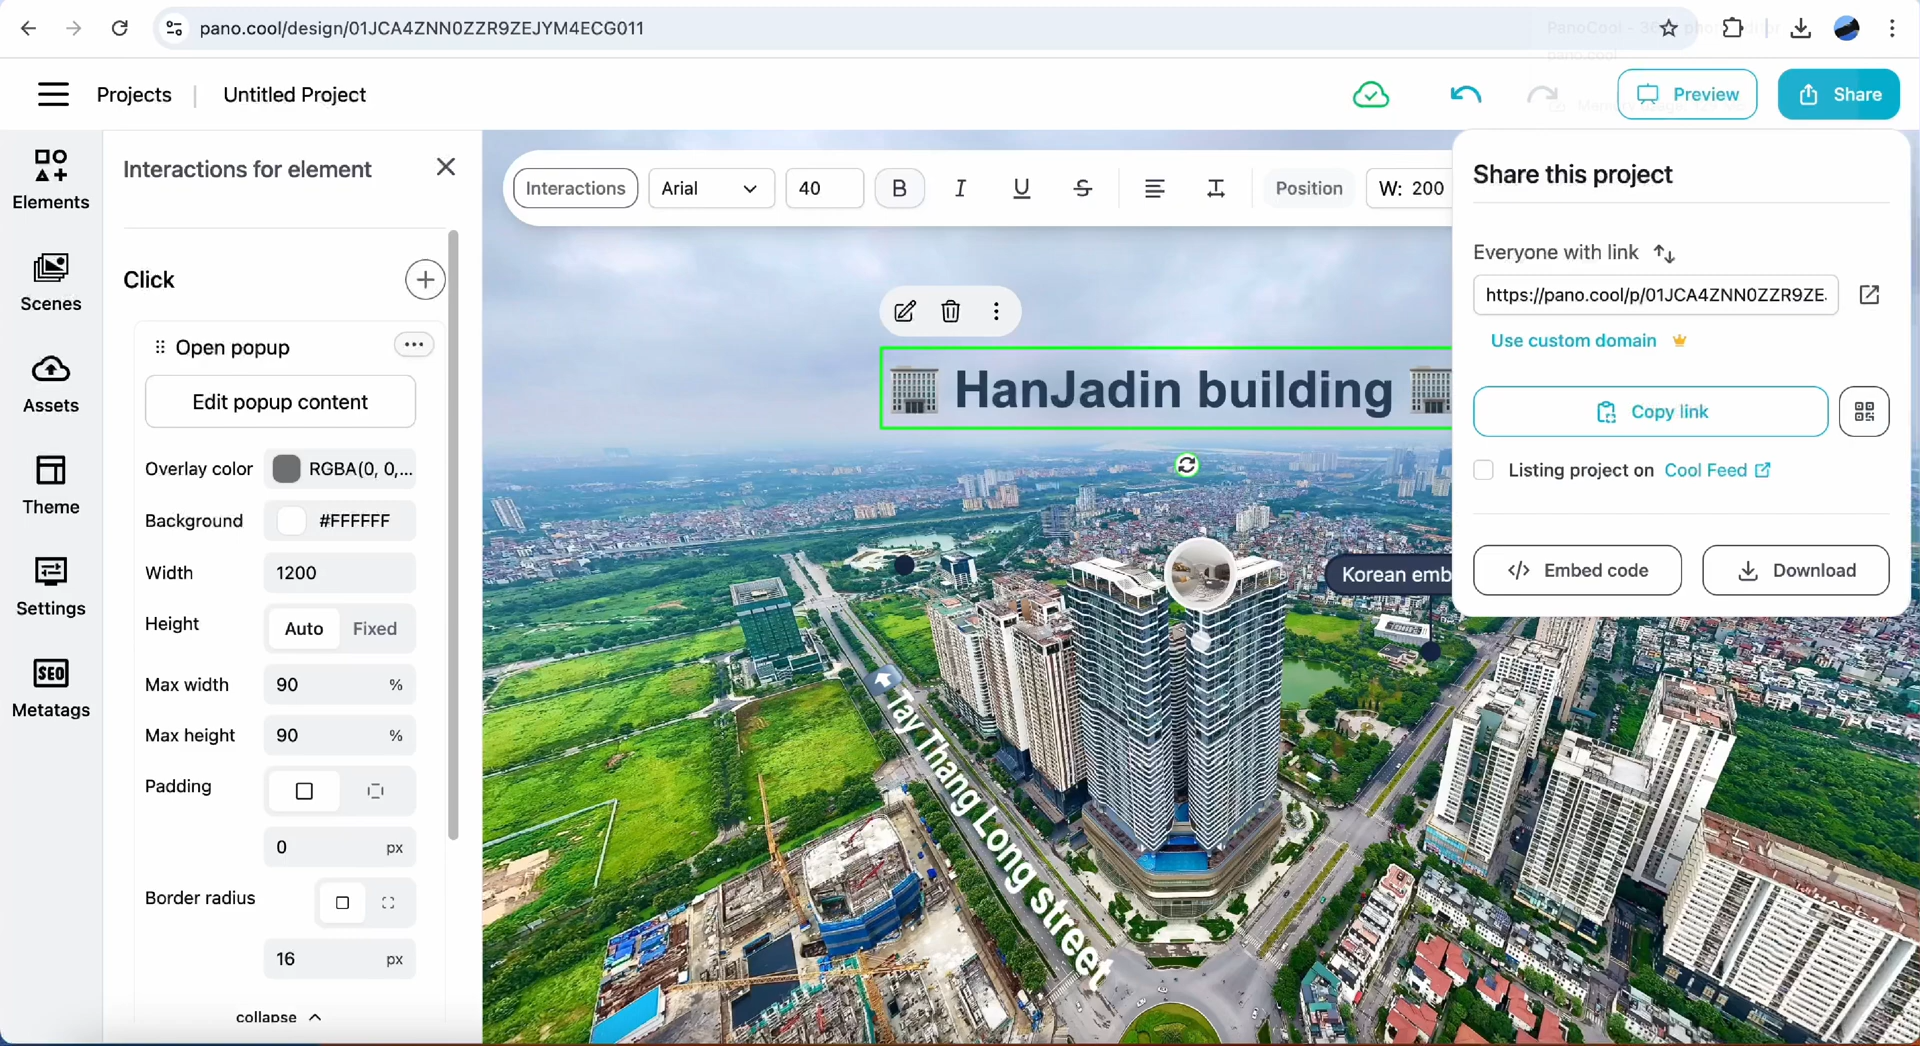 pano.cool/design/01JCA4ZNN0ZZR9ZEJYM4ECG011
Projects | Untitled Project
Preview
Share
Elements
Scenes
Assets
Theme
Settings
SEO
Metatags
Interactions for element
Click
Open popup
Edit popup content
Overlay color RGBA(0, 0,...
Background #FFFFFF
Width 1200
Height Auto Fixed
Max width 90 %
Max height 90 %
Padding
0 px
Border radius
16 px
collapse
Interactions Arial 40 B I U S Position W: 200
HanJadin building
Korean emb
Tay Thang Long street
Share this project
Everyone with link
https://pano.cool/p/01JCA4ZNN0ZZR9ZE
Use custom domain
Copy link
Listing project on Cool Feed
Embed code
Download